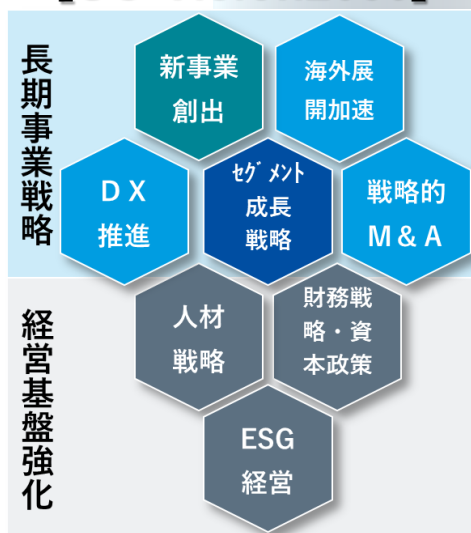 長期事業戦略
新事業
創出
海外展
開加速
ＤＸ
推進
ｾｸﾞﾒﾝﾄ
成長
戦略
戦略的
Ｍ＆Ａ
経営基盤強化
人材
戦略
財務戦
略・資
本政策
ESG
経営